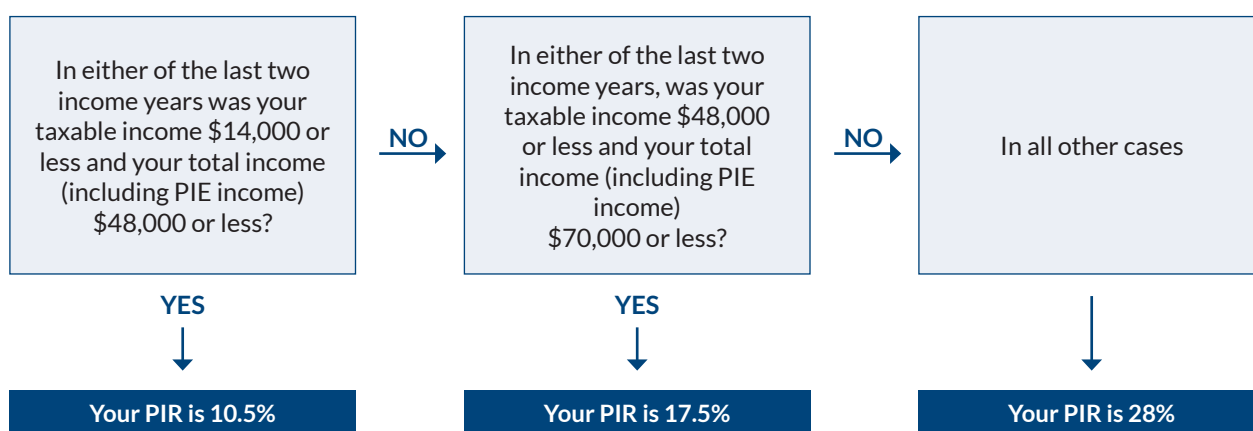 In either of the last two
income years was your
taxable income $14,000 or
less and your total income
(including PIE income)
$48,000 or less?
NO
In either of the last two
income years, was your
taxable income $48,000
or less and your total
income (including PIE
income)
$70,000 or less?
NO
In all other cases
YES
YES
Your PIR is 10.5%
Your PIR is 17.5%
Your PIR is 28%